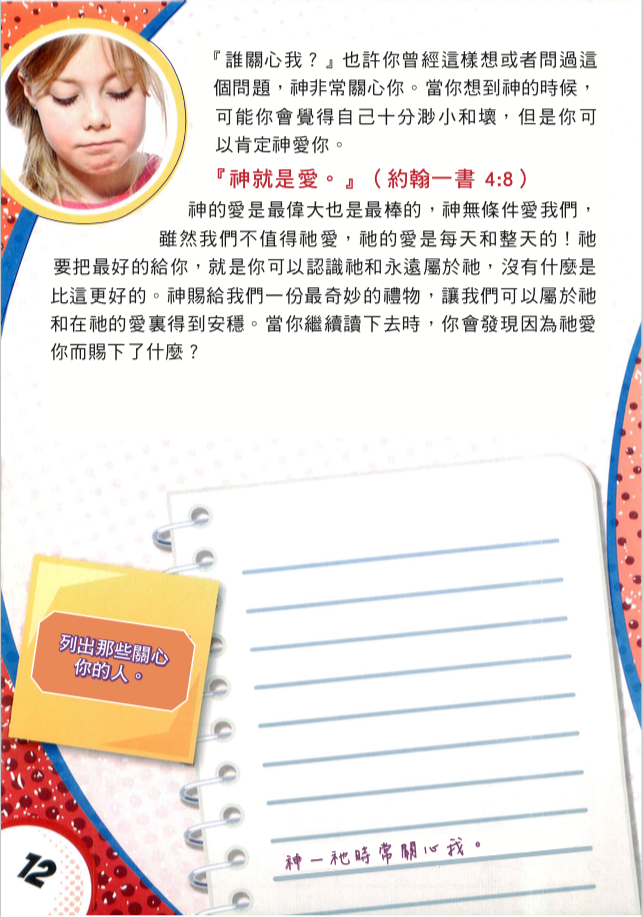 『誰關心我？』也許你曾經這樣想或者問過這
個問題，神非常關心你。當你想到神的時候，
可能你會覺得自己十分渺小和壞，但是你可
以肯定神愛你。
『神就是愛。』（約翰一書 4:8）
神的愛是最偉大也是最棒的，神無條件愛我們，
雖然我們不值得祂愛，祂的愛是每天和整天的！祂
要把最好的給你，就是你可以認識祂和永遠屬於祂，沒有什麼是
比這更好的。神賜給我們一份最奇妙的禮物，讓我們可以屬於祂
和在祂的愛裏得到安穩。當你繼續讀下去時，你會發現因為祂愛
你而賜下了什麼？
列出那些關心
你的人。
神—祂時常關心我。
12